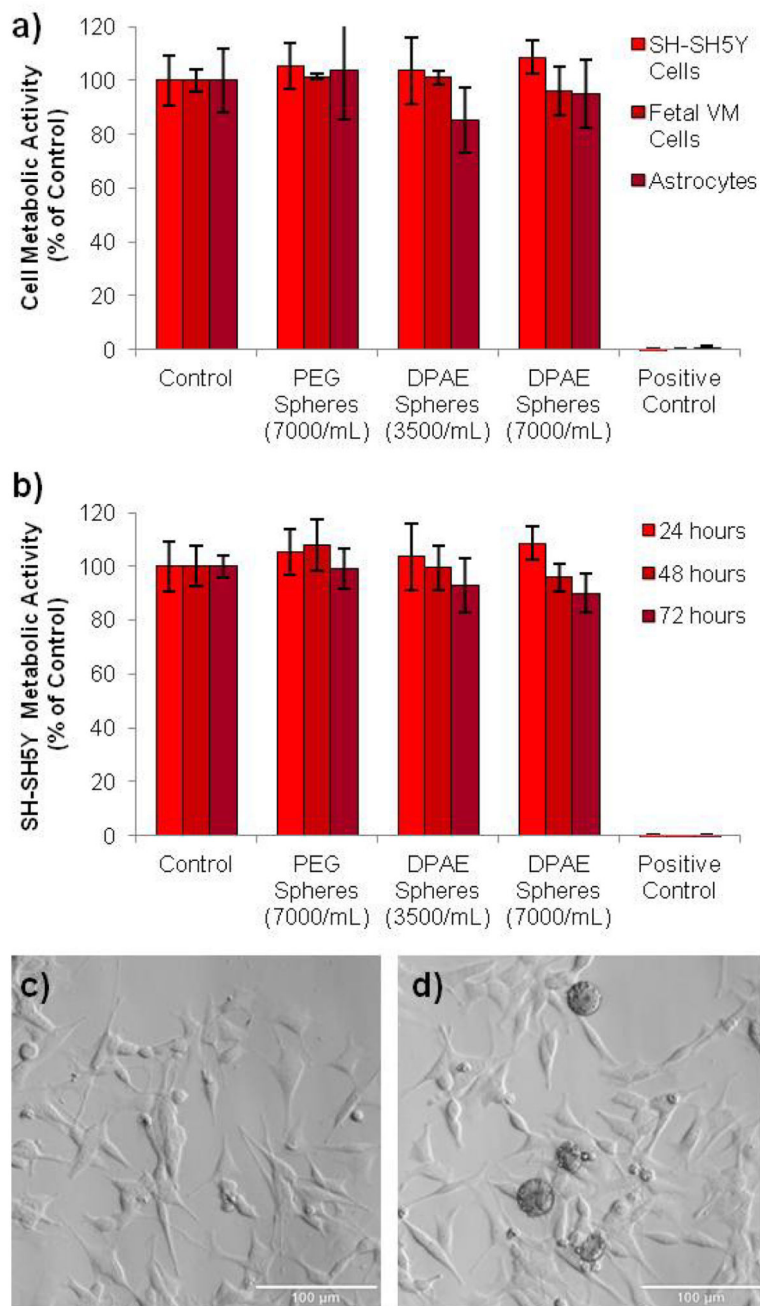 a)
Cell Metabolic Activity
(% of Control)
120
100
80
60
40
20
0
SH-SH5Y
Cells
Fetal VM
Cells
Astrocytes
Control
PEG
Spheres
(7000/mL)
DPAE
Spheres
(3500/mL)
DPAE
Spheres
(7000/mL)
Positive
Control
b)
SH-SH5Y Metabolic Activity
(% of Control)
120
100
80
60
40
20
0
24 hours
48 hours
72 hours
Control
PEG
Spheres
(7000/mL)
DPAE
Spheres
(3500/mL)
DPAE
Spheres
(7000/mL)
Positive
Control
c)
100 μm
d)
100 μm